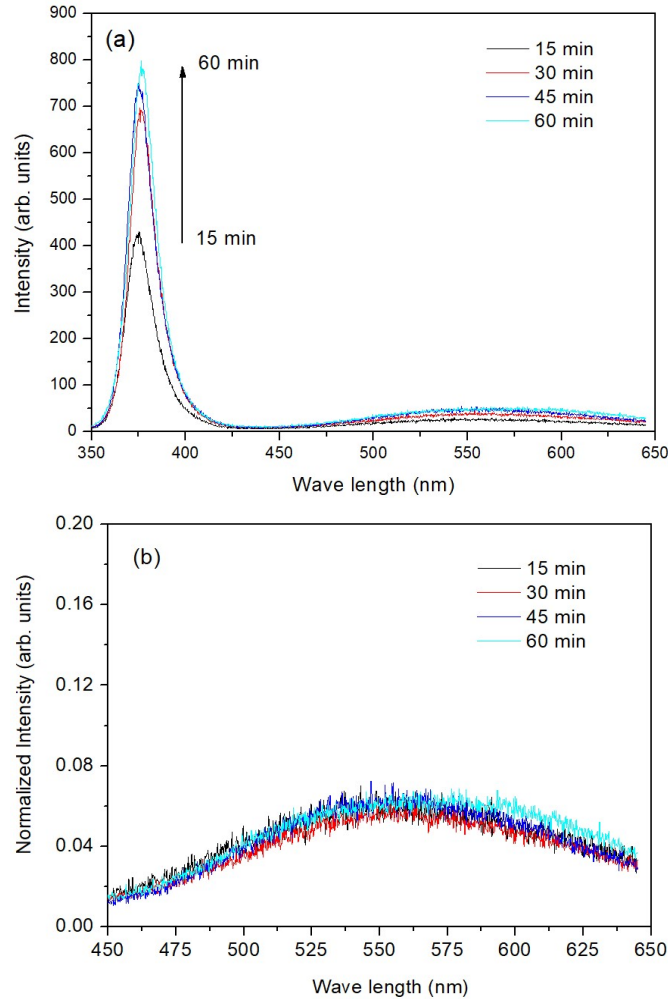 (a)
15 min
30 min
45 min
60 min
60 min
15 min
Intensity (arb. units)
900
800
700
600
500
400
300
200
100
0
350 400 450 500 550 600 650
Wave length (nm)
(b)
15 min
30 min
45 min
60 min
Normalized Intensity (arb. units)
0.20
0.16
0.12
0.08
0.04
0.00
450 475 500 525 550 575 600 625 650
Wave length (nm)